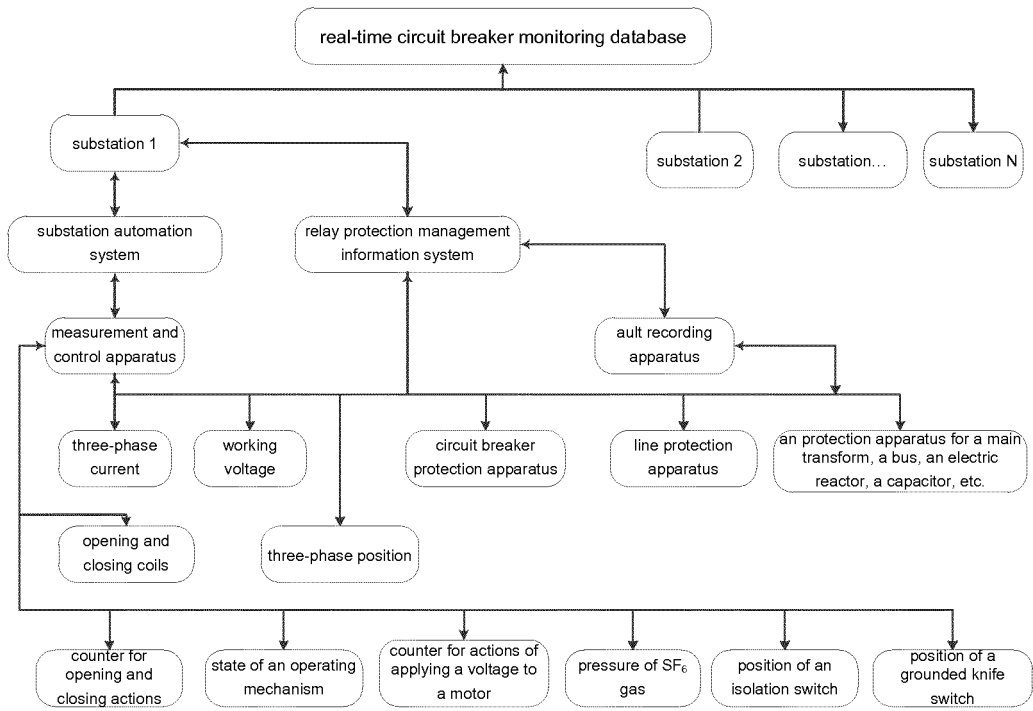 real-time circuit breaker monitoring database
substation 1
substation 2
substation…
substation N
substation automation
system
relay protection management
information system
measurement and
control apparatus
ault recording
apparatus
three-phase
current
working
voltage
circuit breaker
protection apparatus
line protection
apparatus
an protection apparatus for a main
transform, a bus, an electric
reactor, a capacitor, etc.
opening and
closing coils
three-phase position
counter for
opening and
closing actions
state of an operating
mechanism
counter for actions of
applying a voltage to
a motor
pressure of SF₆
gas
position of an
isolation switch
position of a
grounded knife
switch